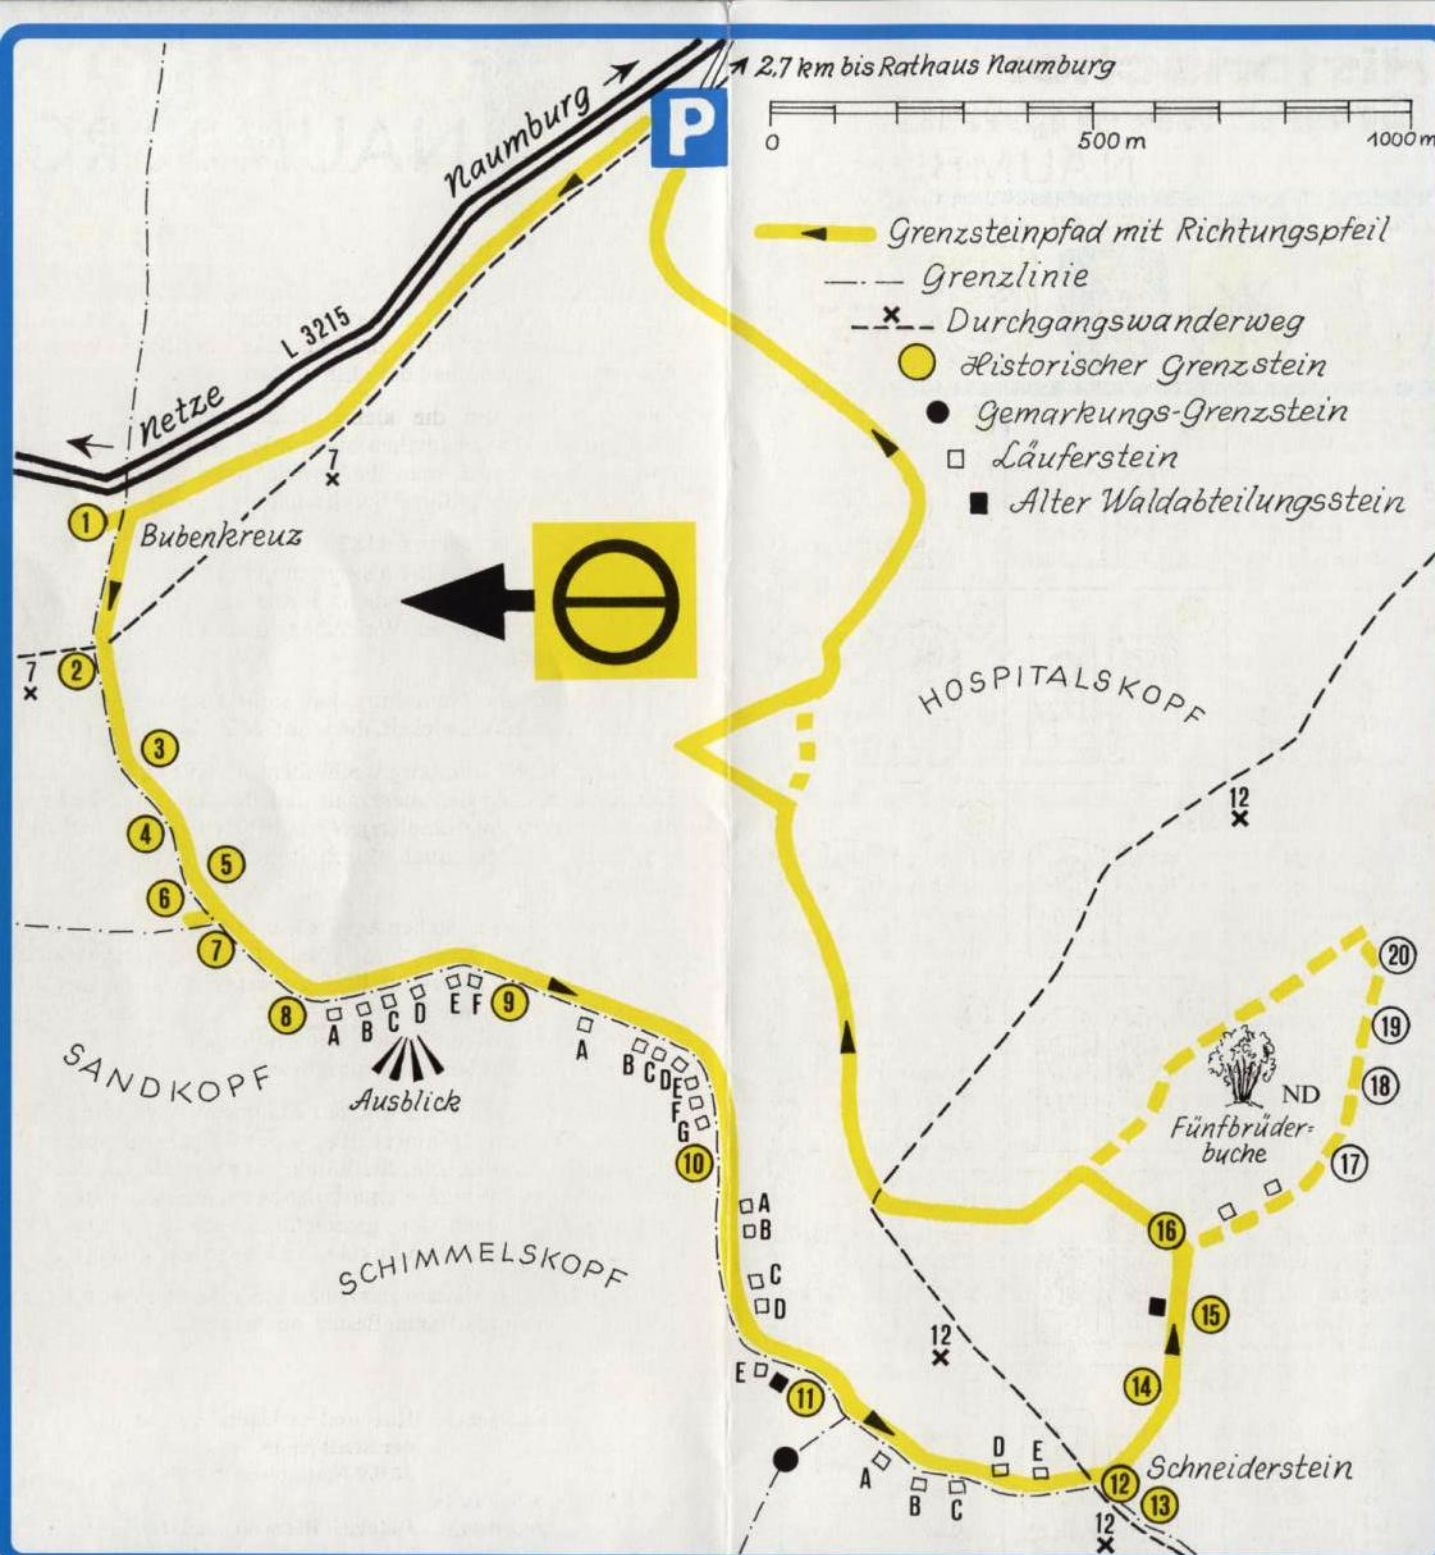 2,7 km bis Rathaus Naumburg
P
0 500 m 1000 m
Naumburg
L 3215
Netze
Grenzsteinpfad mit Richtungspfeil
Grenzlinie
x Durchgangswanderweg
Historischer Grenzstein
Gemarkungs-Grenzstein
Läuferstein
Alter Waldabteilungsstein
7
x
1
Bubenkreuz
2
7
x
3
4
5
6
7
8
A B C D E F
9
Ausblick
SANDKOPF
A
B C D E F G
10
HOSPITALSKOPF
12
x
20
19
18
17
ND
Fünfbrüder=
buche
16
15
14
SCHIMMELSKOPF
A
B
C
D
E
11
12
x
A B C D E
Schneiderstein
12
13
12
x